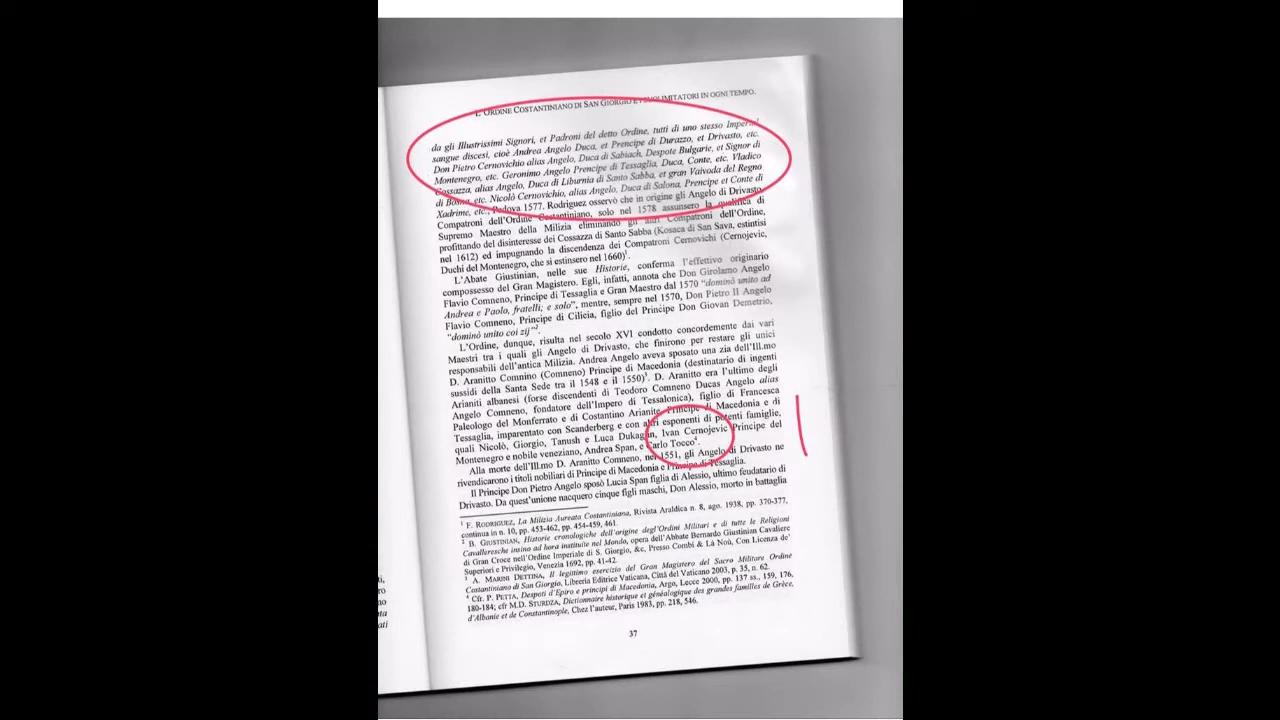 L'ORDINE COSTANTINIANO DI SAN GIORGIO E IMITATORI IN OGNI TEMPO.
da gli Illustrissimi Signori, et Padroni del detto Ordine, tutti di uno stesso Imperial
sangue discesi, cioè Andrea Angelo Duca, et Prencipe di Durazzo, et Drivasto, etc.
Don Pietro Cernovichio alias Angelo, Duca di Sabiach, Despote Bulgarie, et Signor di
Montenegro, etc. Geronimo Angelo Prencipe di Tessaglia, Duca, Conte, etc. Vladico
Cossazza, alias Angelo, Duca di Liburnia di Santo Sabba, et gran Vaivoda del Regno
di Bosna, etc. Nicolò Cernovichio, alias Angelo, Duca di Salona, Prencipe et Conte di
Xadrime, etc., Padova 1577. Rodriguez osservò che in origine gli Angelo di Drivasto
Compatroni dell'Ordine Costantiniano, solo nel 1578 assunsero la qualifica di
Supremo Maestro della Milizia eliminando gli altri Compatroni dell'Ordine,
profittando del disinteresse dei Cossazza di Santo Sabba (Kosaca di San Sava, estintisi
nel 1612) ed impugnando la discendenza dei Compatroni Cernovichi (Cernojevic,
Duchi del Montenegro, che si estinsero nel 1660)¹.
L'Abate Giustinian, nelle sue Historie, conferma l'effettivo originario
compossesso del Gran Magistero. Egli, infatti, annota che Don Girolamo Angelo
Flavio Comneno, Principe di Tessaglia e Gran Maestro dal 1570 "dominò unito ad
Andrea e Paolo, fratelli; e solo", mentre, sempre nel 1570, Don Pietro II Angelo
Flavio Comneno, Principe di Cilicia, figlio del Principe Don Giovan Demetrio,
"dominò unito coi zij"².
L'Ordine, dunque, risulta nel secolo XVI condotto concordemente dai vari
Maestri tra i quali gli Angelo di Drivasto, che finirono per restare gli unici
responsabili dell'antica Milizia. Andrea Angelo aveva sposato una zia dell'Ill.mo
D. Aranitto Comnino (Comneno) Principe di Macedonia (destinatario di ingenti
sussidi della Santa Sede tra il 1548 e il 1550)³. D. Aranitto era l'ultimo degli
Arianiti albanesi (forse discendenti di Teodoro Comneno Ducas Angelo alias
Angelo Comneno, fondatore dell'Impero di Tessalonica), figlio di Francesca
Paleologo del Monferrato e di Costantino Arianite, Principe di Macedonia e di
Tessaglia, imparentato con Scanderberg e con altri esponenti di potenti famiglie,
quali Nicolò, Giorgio, Tanush e Luca Dukagin, Ivan Cernojevic Principe del
Montenegro e nobile veneziano, Andrea Span, e Carlo Tocco⁴.
Alla morte dell'Ill.mo D. Aranitto Comneno, nel 1551, gli Angelo di Drivasto ne
rivendicarono i titoli nobiliari di Principe di Macedonia e Principe di Tessaglia.
Il Principe Don Pietro Angelo sposò Lucia Span figlia di Alessio, ultimo feudatario di
Drivasto. Da quest'unione nacquero cinque figli maschi, Don Alessio, morto in battaglia
¹ F. RODRIGUEZ, La Milizia Aureata Costantiniana, Rivista Araldica n. 8, ago. 1938, pp. 370-377,
continua in n. 10, pp. 453-462, pp. 454-459, 461.
² B. GIUSTINIAN, Historie cronologiche dell'origine degl'Ordini Militari e di tutte le Religioni
Cavalleresche insino ad hora instituite nel Mondo, opera dell'Abbate Bernardo Giustinian Cavaliere
di Gran Croce nell'Ordine Imperiale di S. Giorgio, &c, Presso Combi & Là Noù, Con Licenza de'
Superiori e Privilegio, Venezia 1692, pp. 41-42.
³ A. MARINI DETTINA, Il legittimo esercizio del Gran Magistero del Sacro Militare Ordine
Costantiniano di San Giorgio, Libreria Editrice Vaticana, Città del Vaticano 2003, p. 35, n. 62.
⁴ Cfr. P. PETTA, Despoti d'Epiro e principi di Macedonia, Argo, Lecce 2000, pp. 137 ss., 159, 176,
180-184; cfr M.D. STURDZA, Dictionnaire historique et généalogique des grandes familles de Grèce,
d'Albanie et de Constantinople, Chez l'auteur, Paris 1983, pp. 218, 546.
37